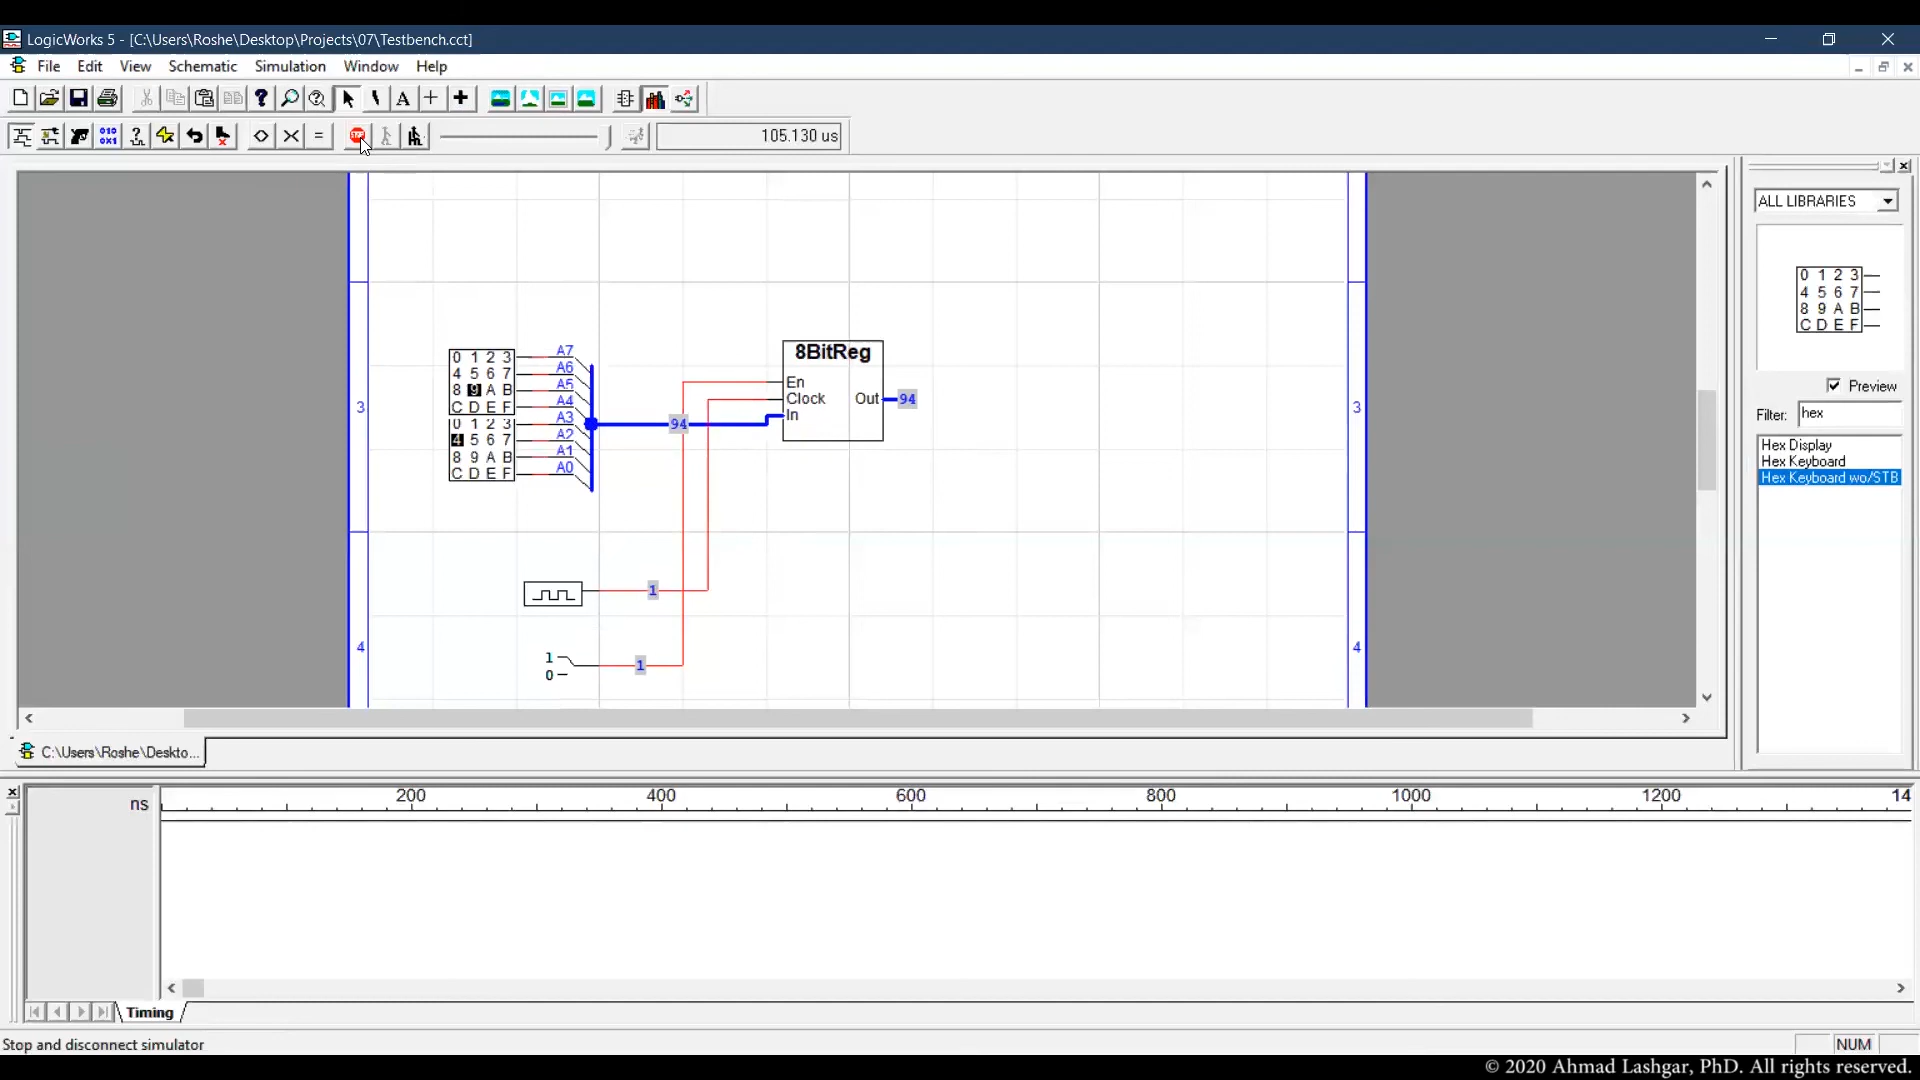 LogicWorks 5 - [C:\Users\Roshe\Desktop\Projects\07\Testbench.cct]
File Edit View Schematic Simulation Window Help
105.130 us
ALL LIBRARIES
0 1 2 3
4 5 6 7
8 9 A B
C D E F
Preview
Filter: hex
Hex Display
Hex Keyboard
Hex Keyboard wo/STB
3
3
4
4
0 1 2 3
4 5 6 7
8 9 A B
C D E F
0 1 2 3
4 5 6 7
8 9 A B
C D E F
A7
A6
A5
A4
A3
A2
A1
A0
94
8BitReg
En
Clock
In
Out
94
1
1
0
1
C:\Users\Roshe\Deskto...
ns 200 400 600 800 1000 1200 14
Timing
Stop and disconnect simulator
NUM
© 2020 Ahmad Lashgar, PhD. All rights reserved.